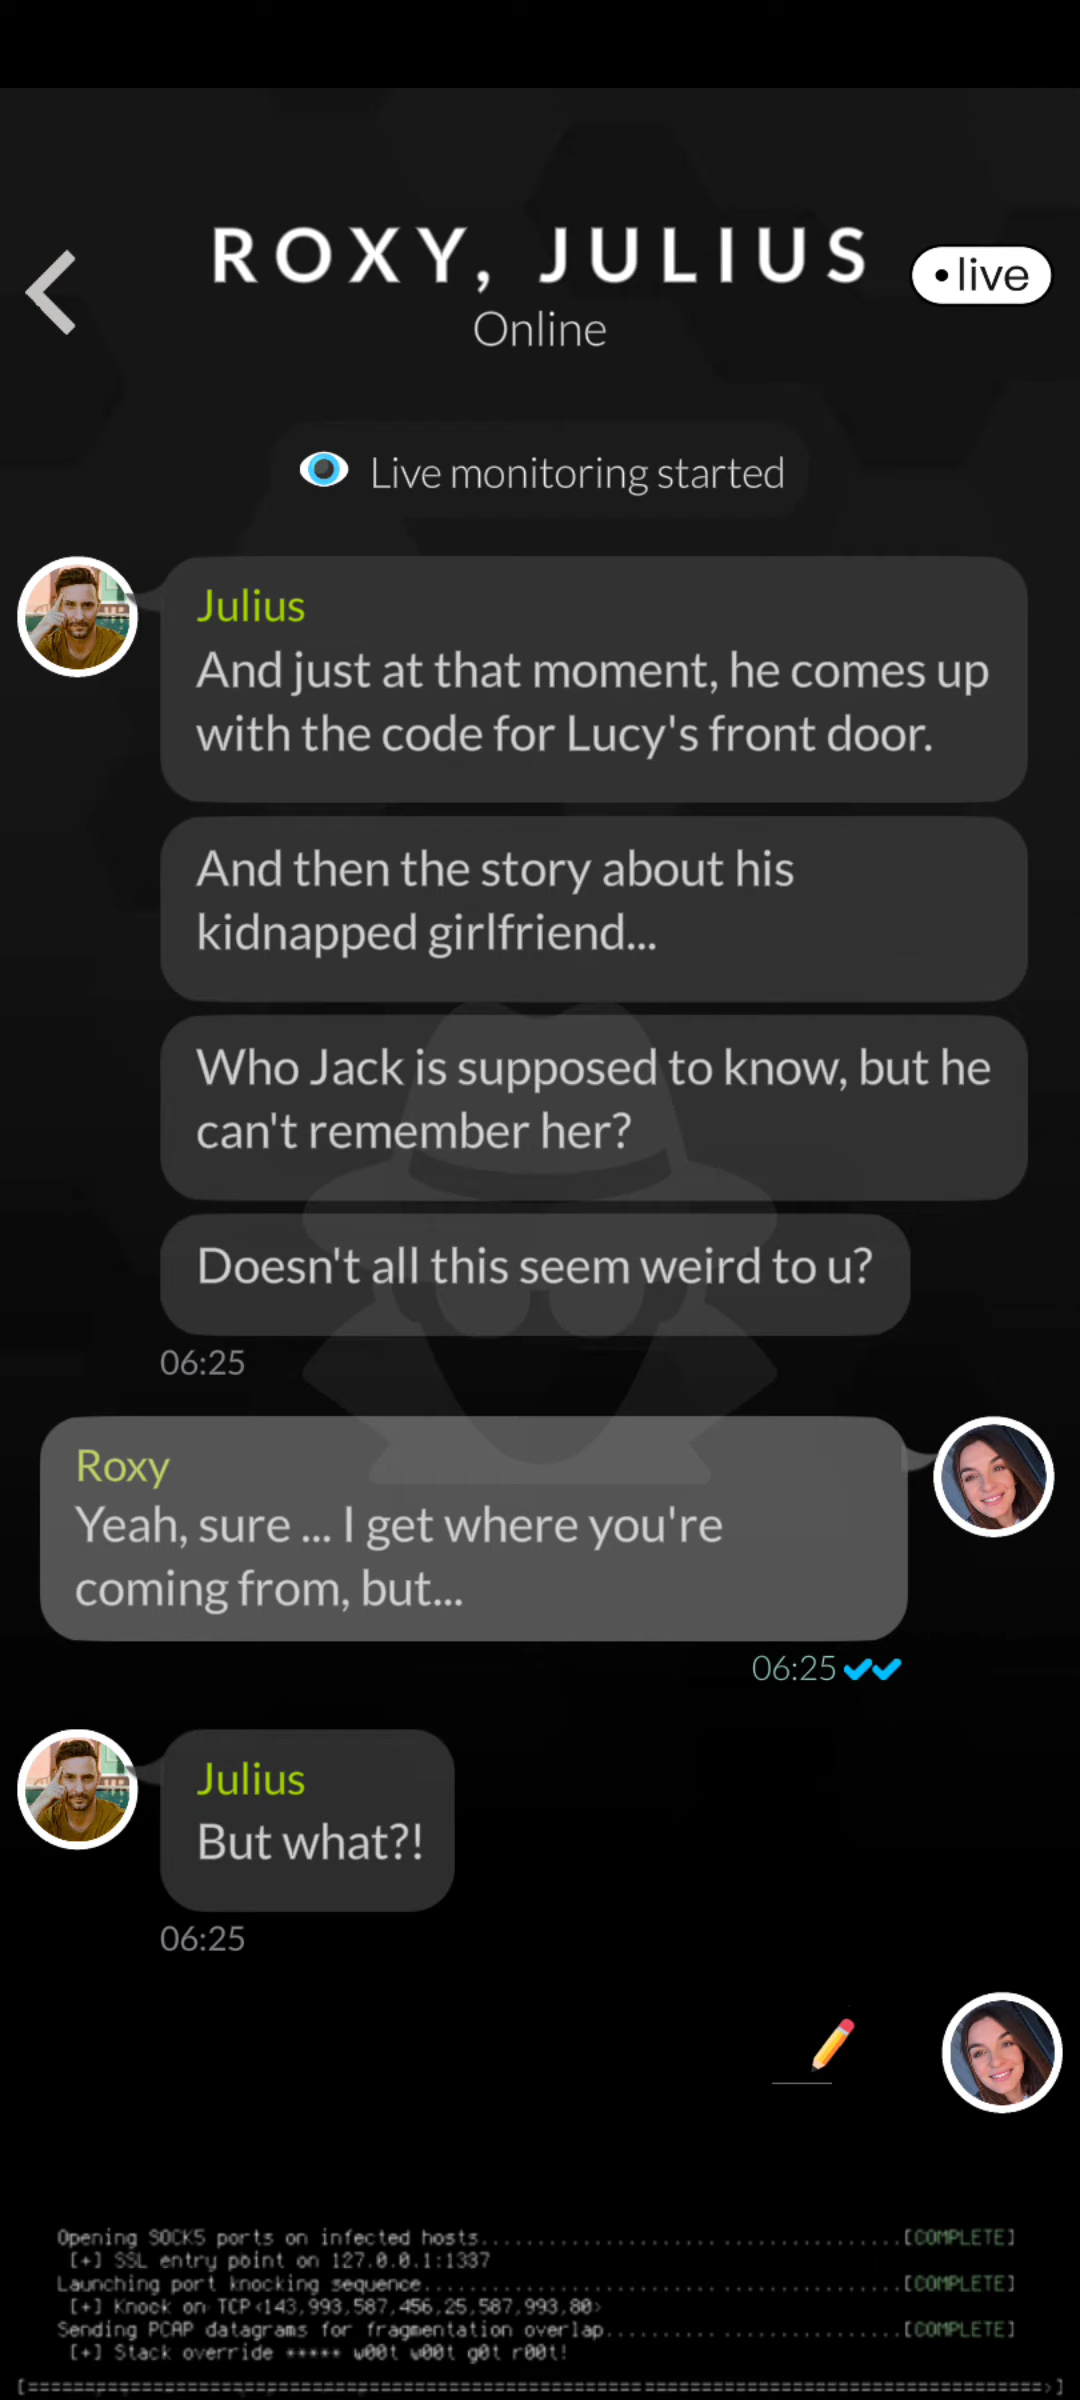 ROXY, JULIUS
•live
Online
Live monitoring started
Julius
And just at that moment, he comes up
with the code for Lucy's front door.
And then the story about his
kidnapped girlfriend...
Who Jack is supposed to know, but he
can't remember her?
Doesn't all this seem weird to u?
06:25
Roxy
Yeah, sure ... I get where you're
coming from, but...
06:25
Julius
But what?!
06:25
Opening SOCKS ports on infected hosts................................................[COMPLETE]
[+] SSL entry point on 127.0.0.1:1337
Launching port knocking sequence......................................................[COMPLETE]
[+] Knock on TCP<143,993,587,456,25,587,993,80>
Sending PCAP datagrams for fragmentation overlap..................................[COMPLETE]
[+] Stack override ***** w00t w00t g0t r00t!
[====================================================================================>]